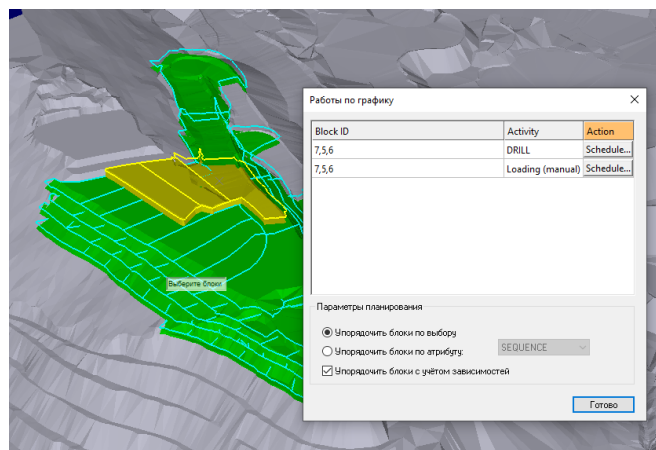 Работы по графику
Block ID Activity Action
7,5,6 DRILL Schedule...
7,5,6 Loading (manual) Schedule...
Выберите блоки
Параметры планирования
Упорядочить блоки по выбору
Упорядочить блоки по атрибуту: SEQUENCE
Упорядочить блоки с учётом зависимостей
Готово